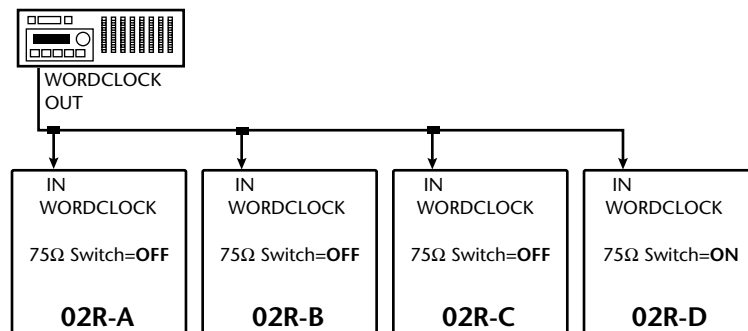 WORDCLOCK
OUT
IN
WORDCLOCK
75Ω Switch=OFF
02R-A
IN
WORDCLOCK
75Ω Switch=OFF
02R-B
IN
WORDCLOCK
75Ω Switch=OFF
02R-C
IN
WORDCLOCK
75Ω Switch=ON
02R-D